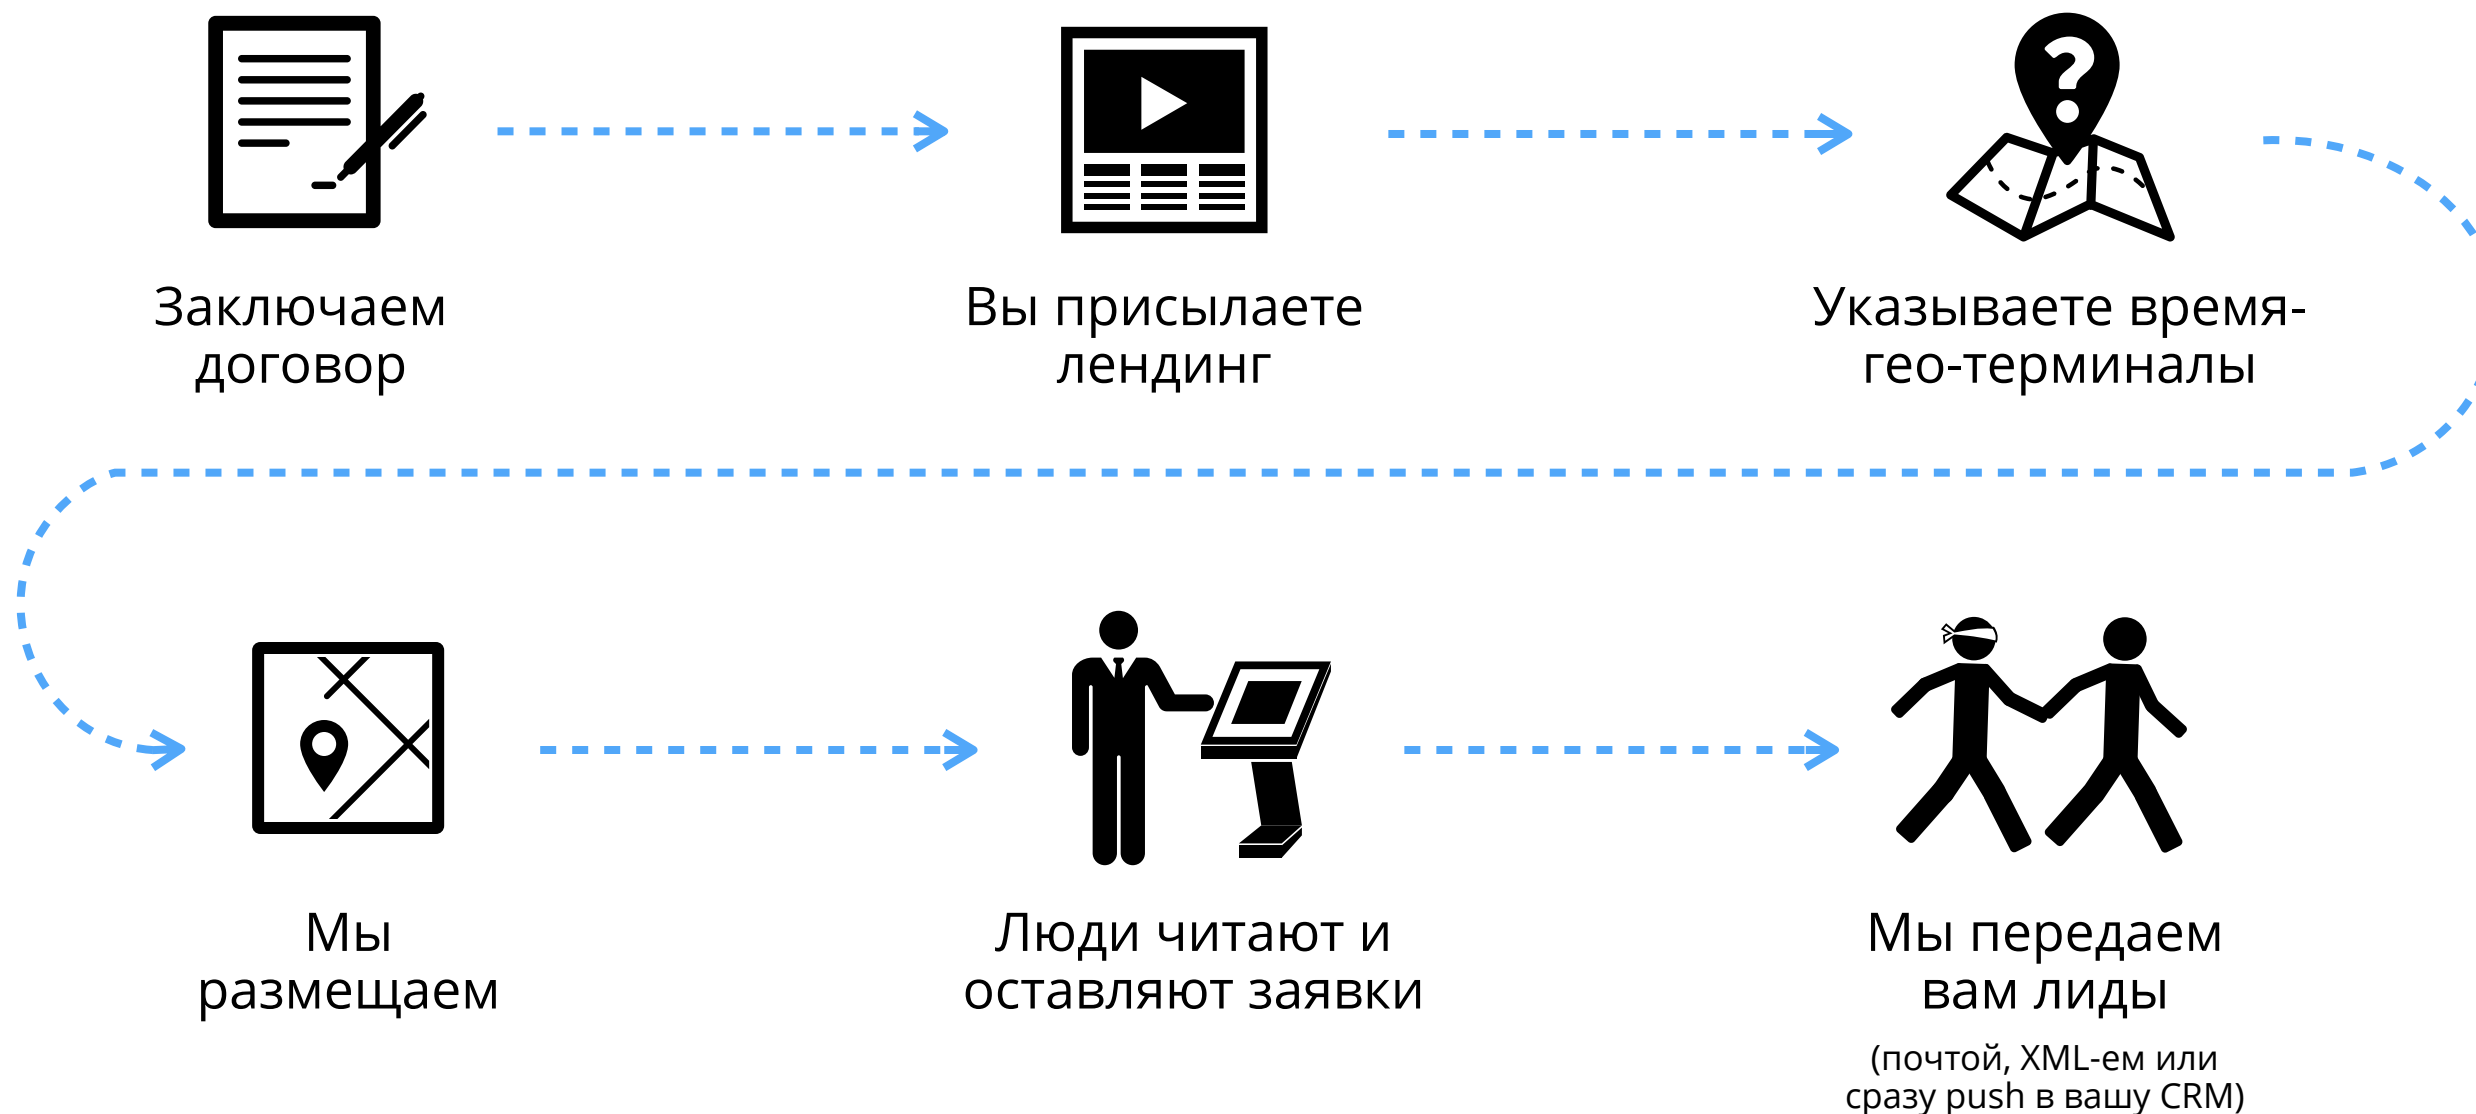 Заключаем
договор
Вы присылаете
лендинг
Указываете время-
гео-терминалы
Мы
размещаем
Люди читают и
оставляют заявки
Мы передаем
вам лиды
(почтой, XML-ем или
сразу push в вашу CRM)